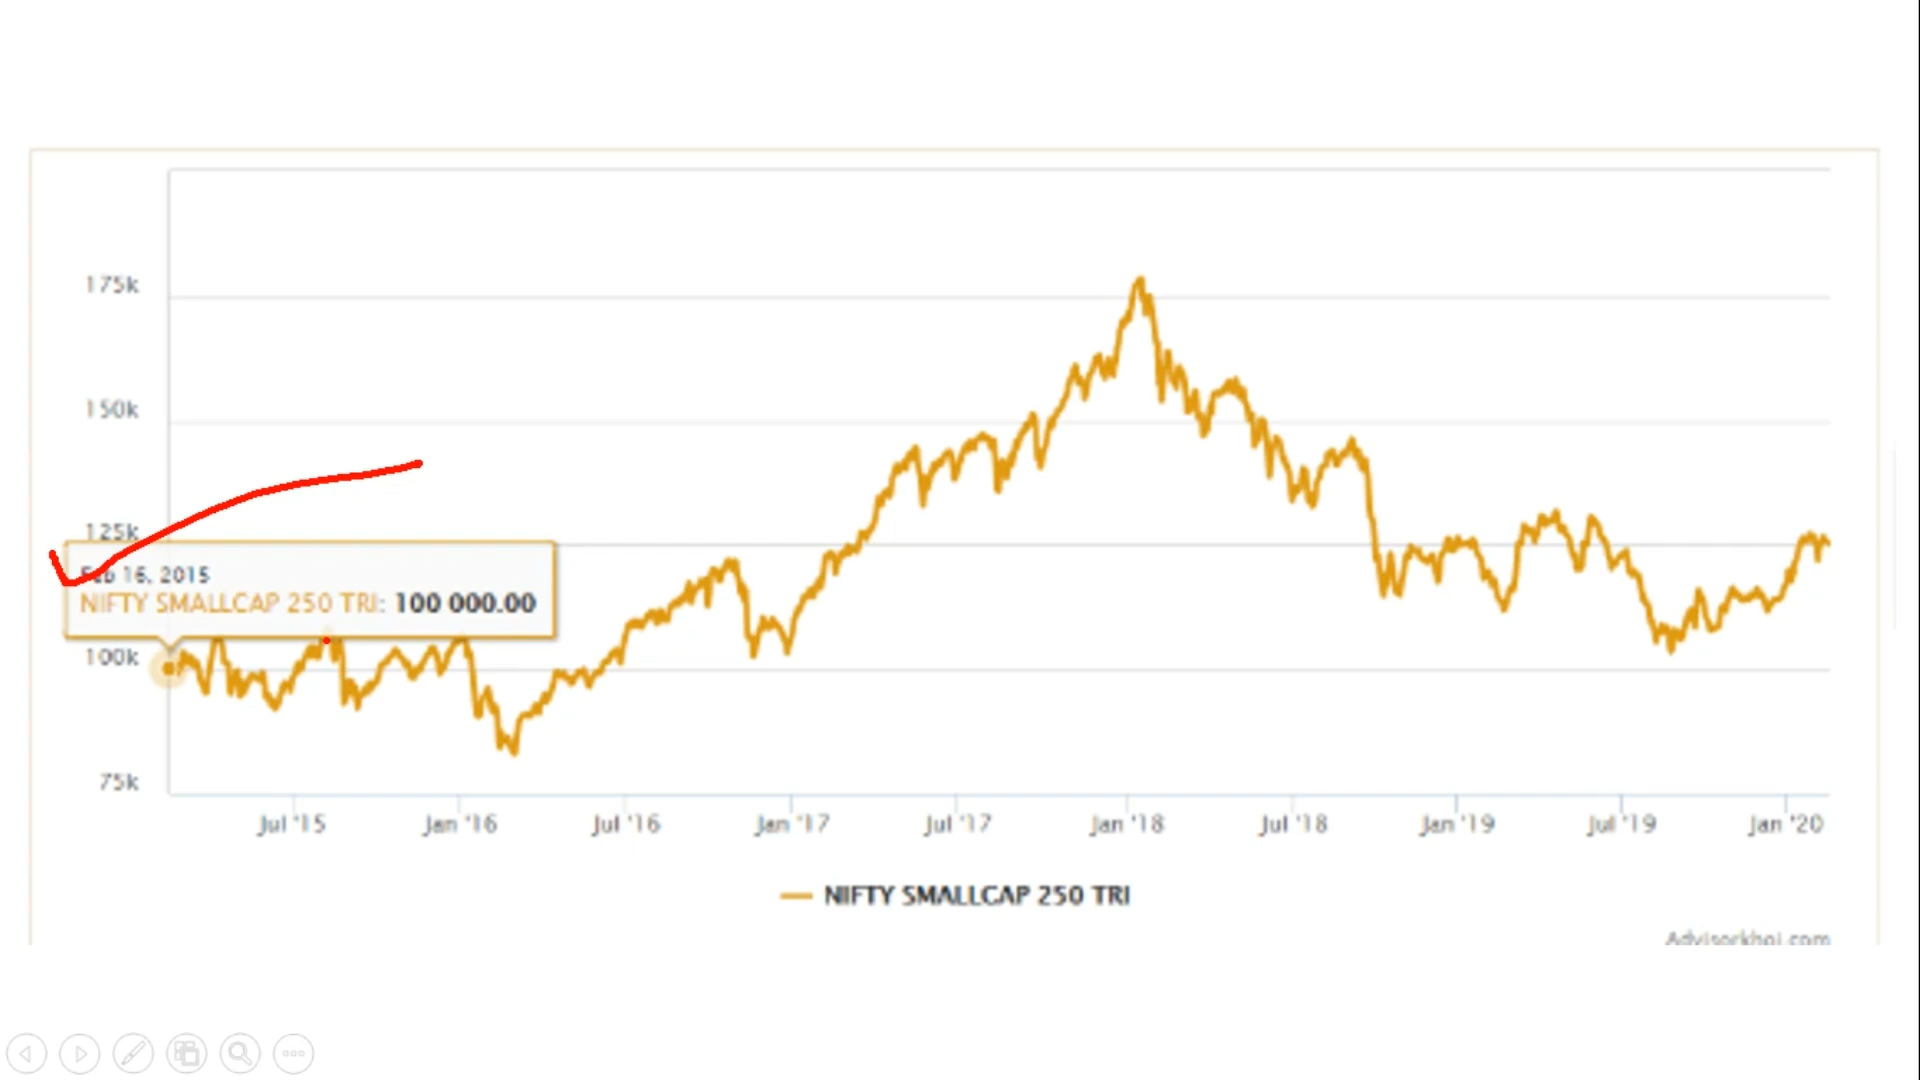 175k
150k
125k
Feb 16, 2015
NIFTY SMALLCAP 250 TRI: 100 000.00
100k
75k
Jul '15 Jan '16 Jul '16 Jan '17 Jul '17 Jan '18 Jul '18 Jan '19 Jul '19 Jan '20
NIFTY SMALLCAP 250 TRI
Advisorkhoj.com